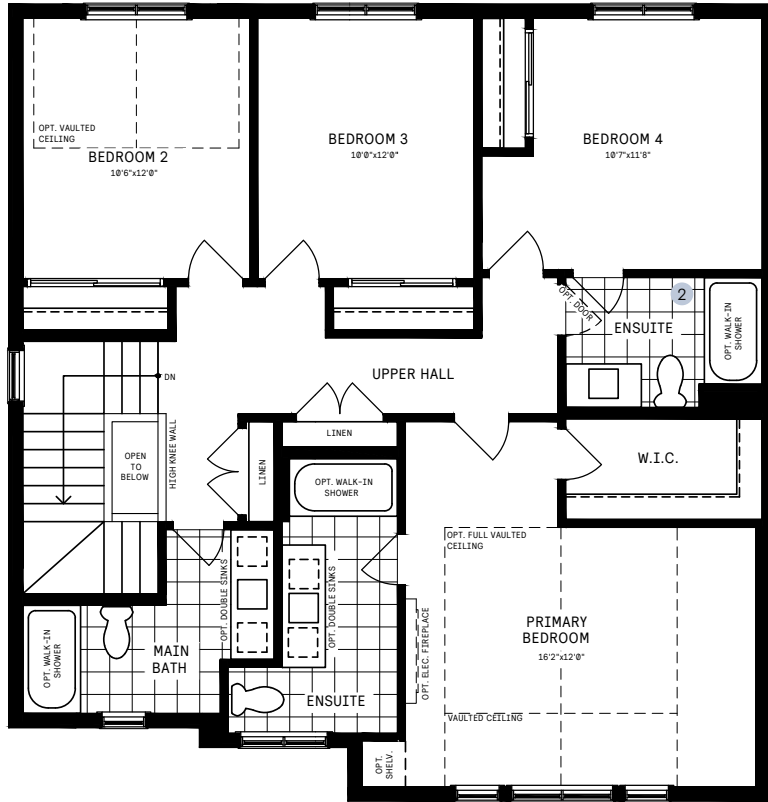 OPT. VAULTED
CEILING
BEDROOM 2
10'6"x12'0"
BEDROOM 3
10'0"x12'0"
BEDROOM 4
10'7"x11'8"
2
OPT. DOOR
ENSUITE
OPT. WALK-IN
SHOWER
UPPER HALL
DN
LINEN
HIGH KNEE WALL
OPEN
TO
BELOW
LINEN
W.I.C.
OPT. WALK-IN
SHOWER
OPT. FULL VAULTED
CEILING
OPT. DOUBLE SINKS
OPT. DOUBLE SINKS
OPT. ELEC. FIREPLACE
PRIMARY
BEDROOM
16'2"x12'0"
OPT. WALK-IN
SHOWER
MAIN
BATH
ENSUITE
VAULTED CEILING
OPT.
SHELV.